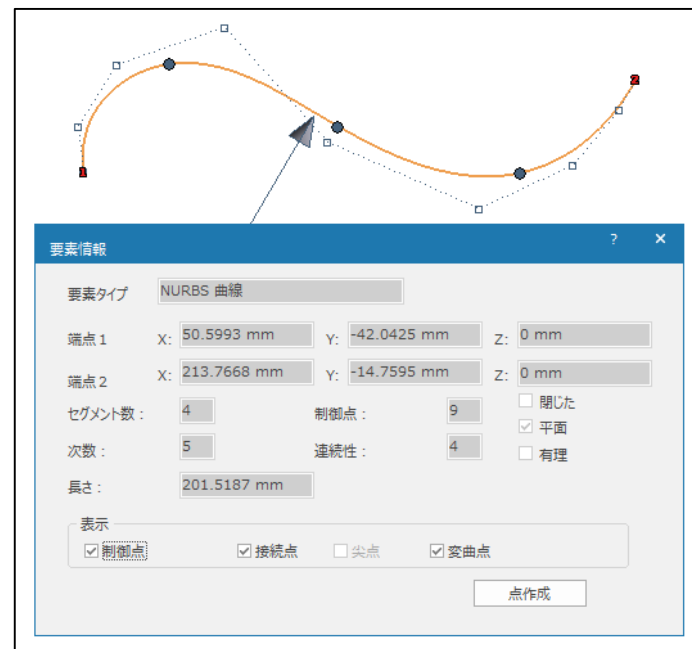 1
2
要素情報 ? ×
要素タイプ NURBS 曲線
端点1 X: 50.5993 mm Y: -42.0425 mm Z: 0 mm
端点2 X: 213.7668 mm Y: -14.7595 mm Z: 0 mm
セグメント数 : 4 制御点 : 9 閉じた
平面
次数 : 5 連続性 : 4 有理
長さ : 201.5187 mm
表示
制御点 接続点 尖点 変曲点
点作成